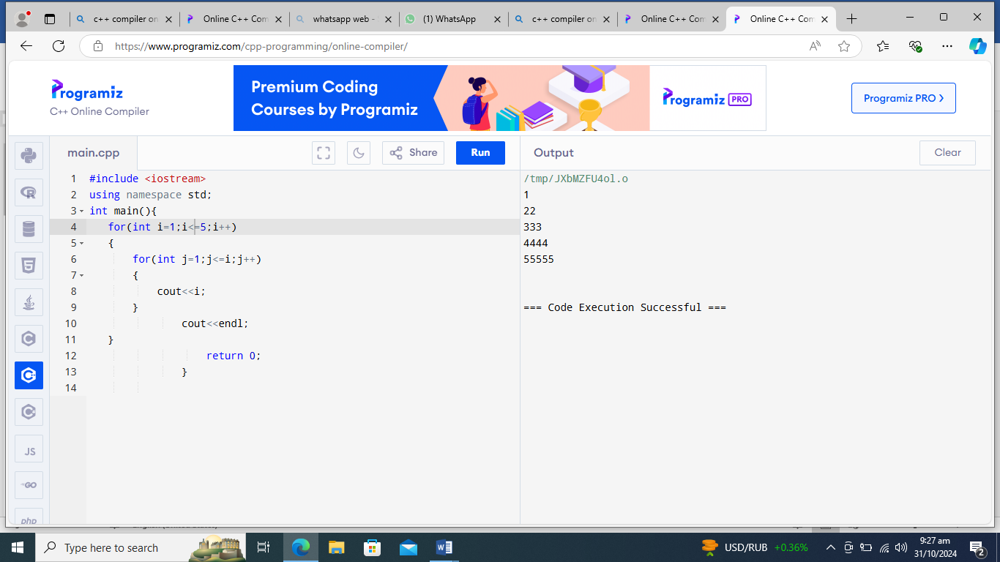 c++ compiler on
Online C++ Com
whatsapp web -
(1) WhatsApp
c++ compiler on
Online C++ Com
Online C++ Com
https://www.programiz.com/cpp-programming/online-compiler/
Programiz
C++ Online Compiler
Premium Coding
Courses by Programiz
Programiz PRO
Programiz PRO
main.cpp
Share
Run
Output
Clear
1 #include <iostream>
2 using namespace std;
3 int main(){
4 for(int i=1;i<=5;i++)
5 {
6 for(int j=1;j<=i;j++)
7 {
8 cout<<i;
9 }
10 cout<<endl;
11 }
12 return 0;
13 }
14
/tmp/JXbMZFU4ol.o
1
22
333
4444
55555
=== Code Execution Successful ===
JS
GO
php
Type here to search
USD/RUB +0.36%
9:27 am
31/10/2024
2